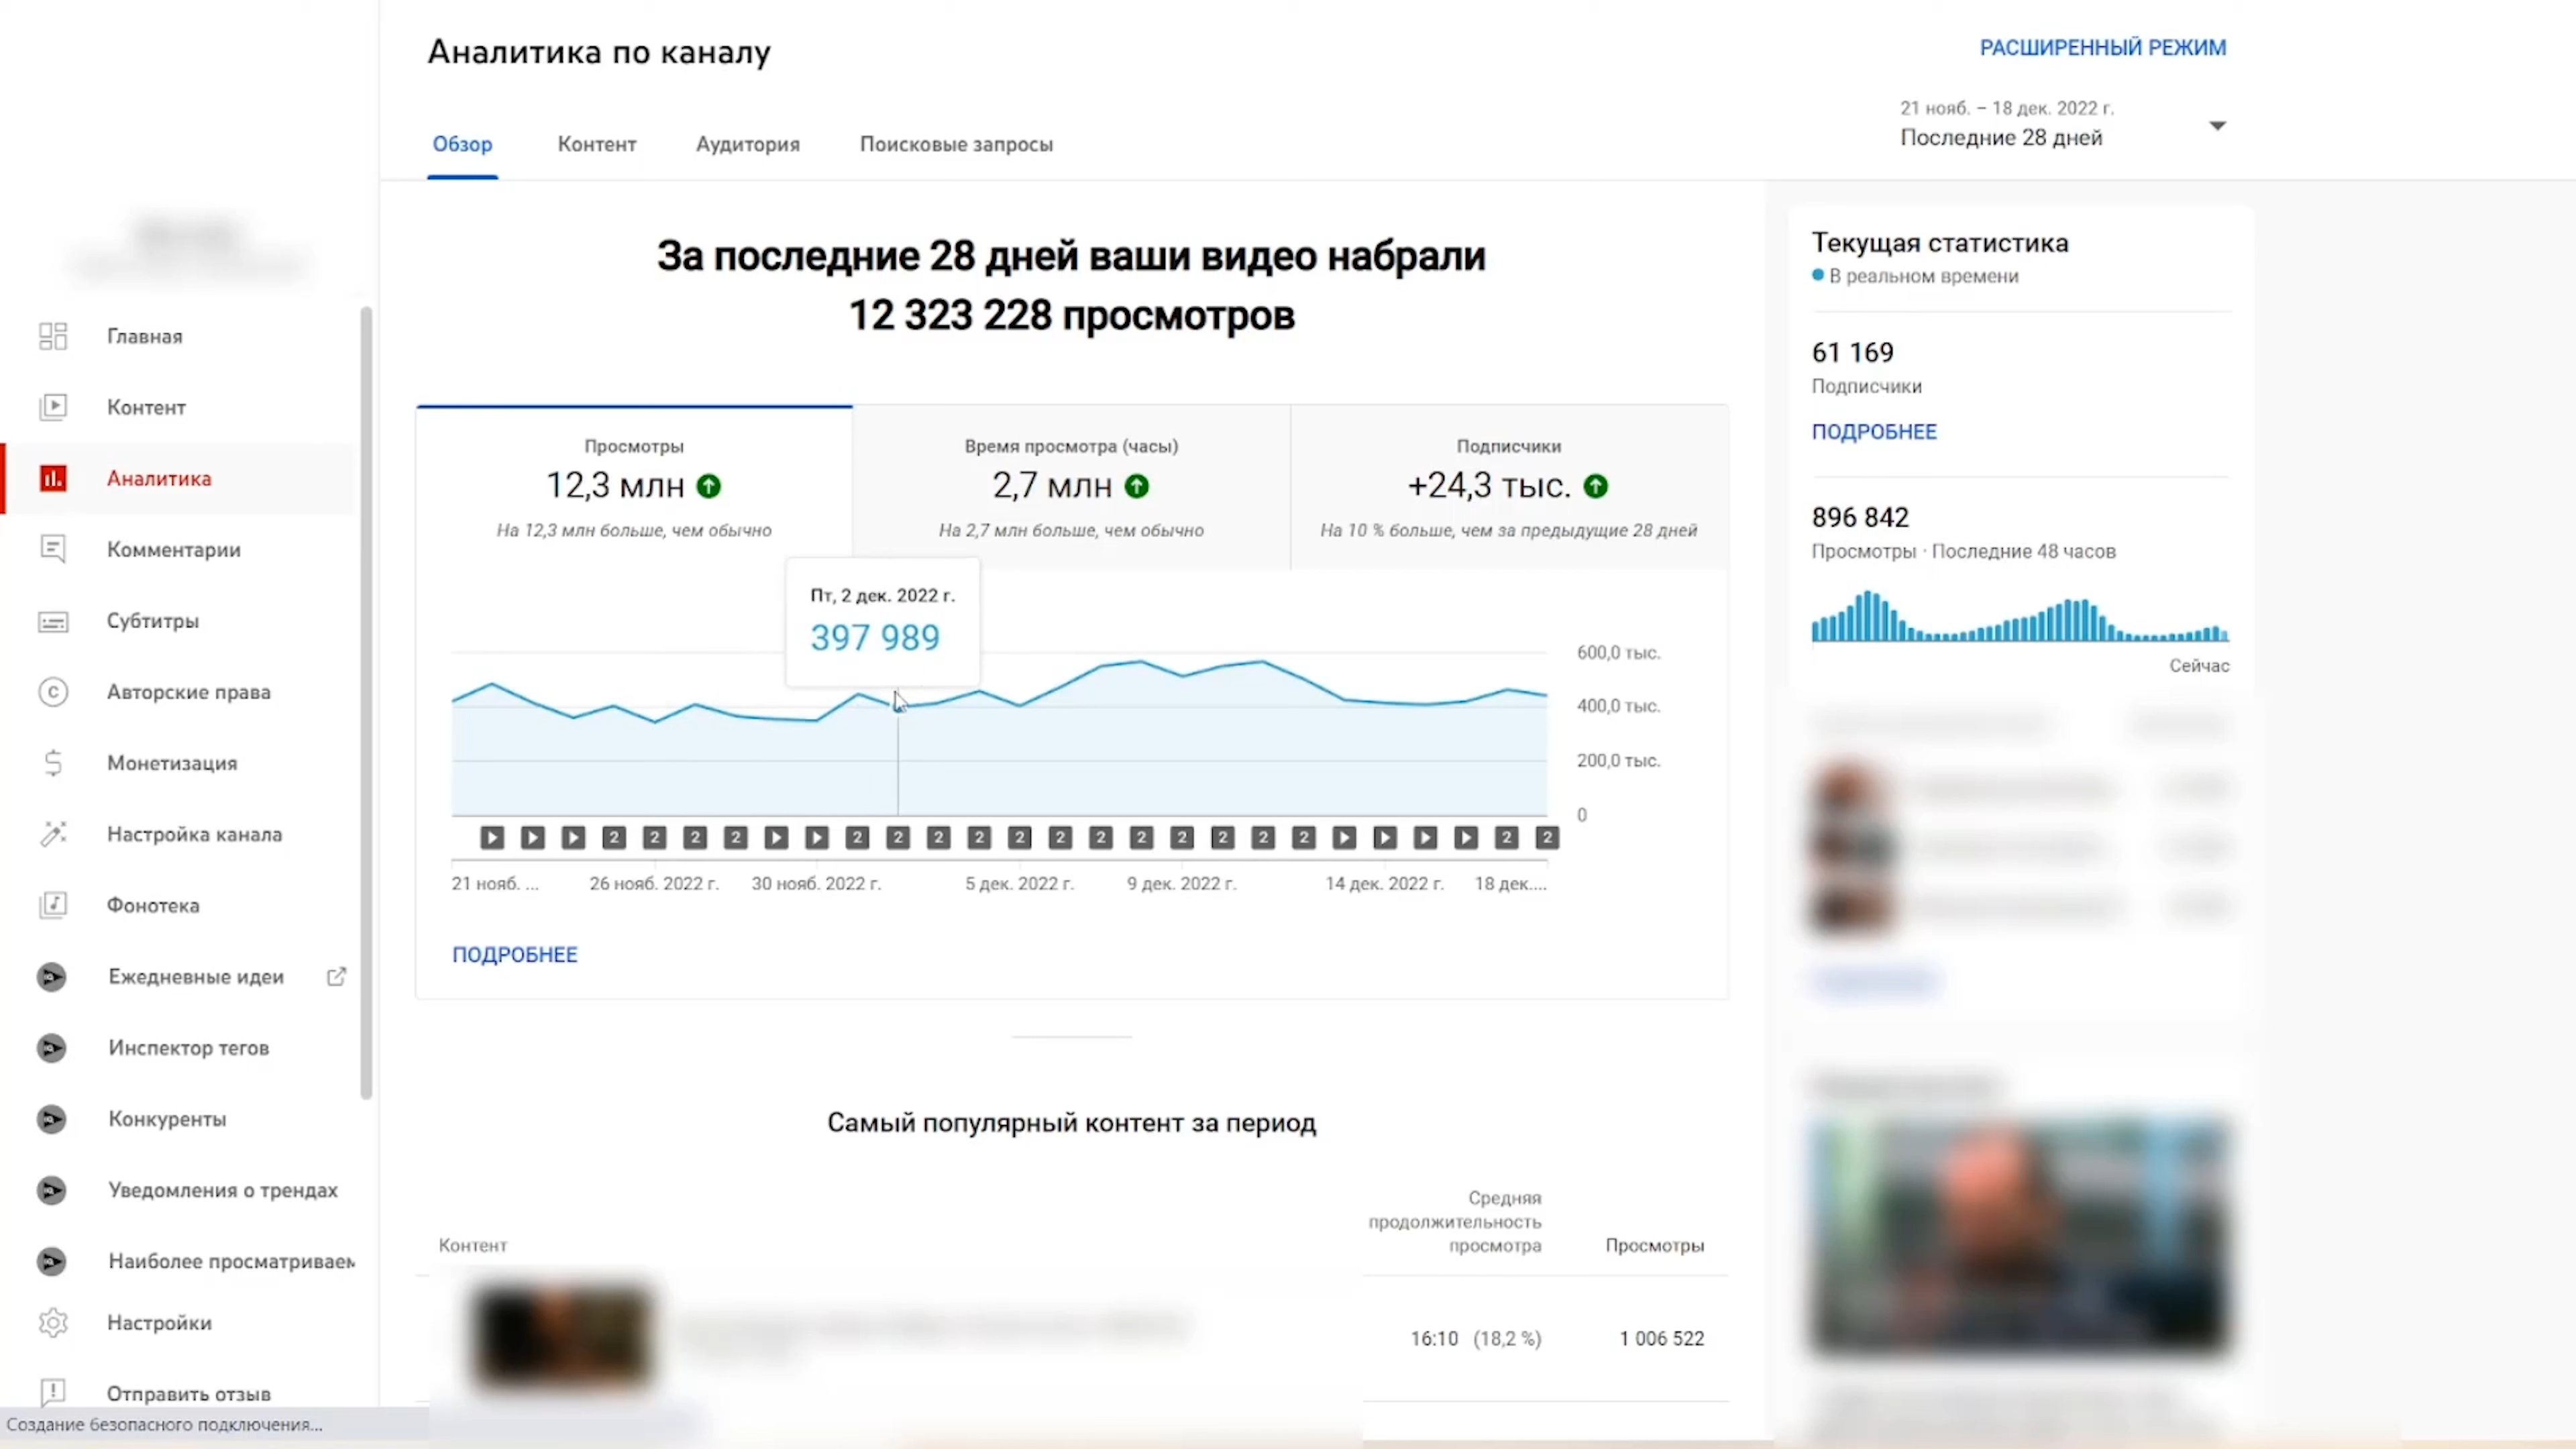 Аналитика по каналу
РАСШИРЕННЫЙ РЕЖИМ
21 нояб. – 18 дек. 2022 г.
Последние 28 дней
Обзор
Контент
Аудитория
Поисковые запросы
Главная
Контент
Аналитика
Комментарии
Субтитры
Авторские права
Монетизация
Настройка канала
Фонотека
Ежедневные идеи
Инспектор тегов
Конкуренты
Уведомления о трендах
Наиболее просматриваем
Настройки
Отправить отзыв
Создание безопасного подключения...
За последние 28 дней ваши видео набрали
12 323 228 просмотров
Просмотры
12,3 млн
На 12,3 млн больше, чем обычно
Время просмотра (часы)
2,7 млн
На 2,7 млн больше, чем обычно
Подписчики
+24,3 тыс.
На 10 % больше, чем за предыдущие 28 дней
Пт, 2 дек. 2022 г.
397 989
600,0 тыс.
400,0 тыс.
200,0 тыс.
0
2 2 2 2 2 2 2 2 2 2 2 2 2 2 2 2 2 2
21 нояб. ...
26 нояб. 2022 г.
30 нояб. 2022 г.
5 дек. 2022 г.
9 дек. 2022 г.
14 дек. 2022 г.
18 дек....
ПОДРОБНЕЕ
Самый популярный контент за период
Контент
Средняя
продолжительность
просмотра
Просмотры
16:10 (18,2 %)
1 006 522
Текущая статистика
В реальном времени
61 169
Подписчики
ПОДРОБНЕЕ
896 842
Просмотры · Последние 48 часов
Сейчас